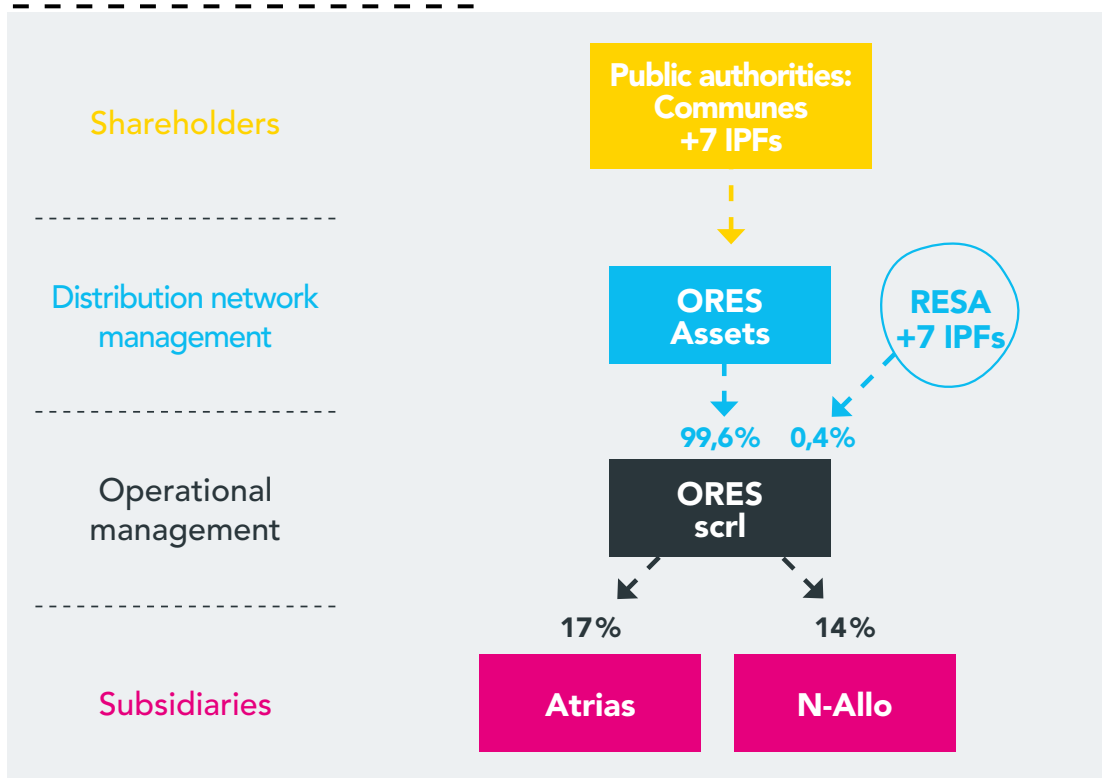 Public authorities:
Communes
+7 IPFs
Shareholders
Distribution network
management
ORES
Assets
RESA
+7 IPFs
99,6%
0,4%
Operational
management
ORES
scrl
17%
14%
Subsidiaries
Atrias
N-Allo